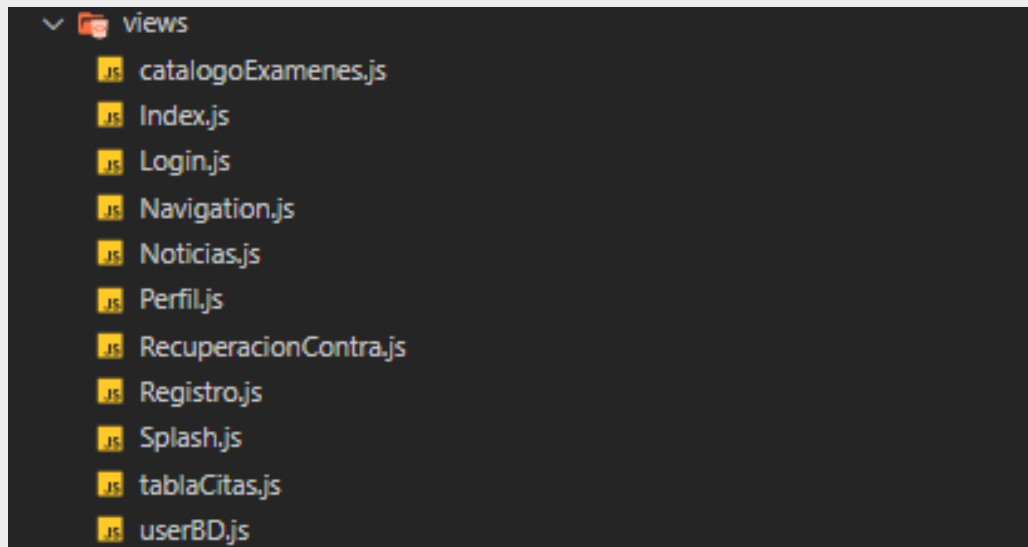 views
JS catalogoExamenes.js
JS Index.js
JS Login.js
JS Navigation.js
JS Noticias.js
JS Perfil.js
JS RecuperacionContra.js
JS Registro.js
JS Splash.js
JS tablaCitas.js
JS userBD.js